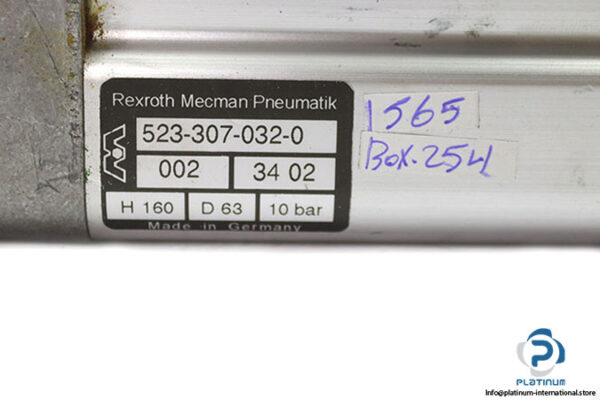 Rexroth Mecman Pneumatik
523-307-032-0
002 34 02
H 160 D 63 10 bar
Made in Germany
1565
Box.254
PLATINUM
Info@platinum-international.store